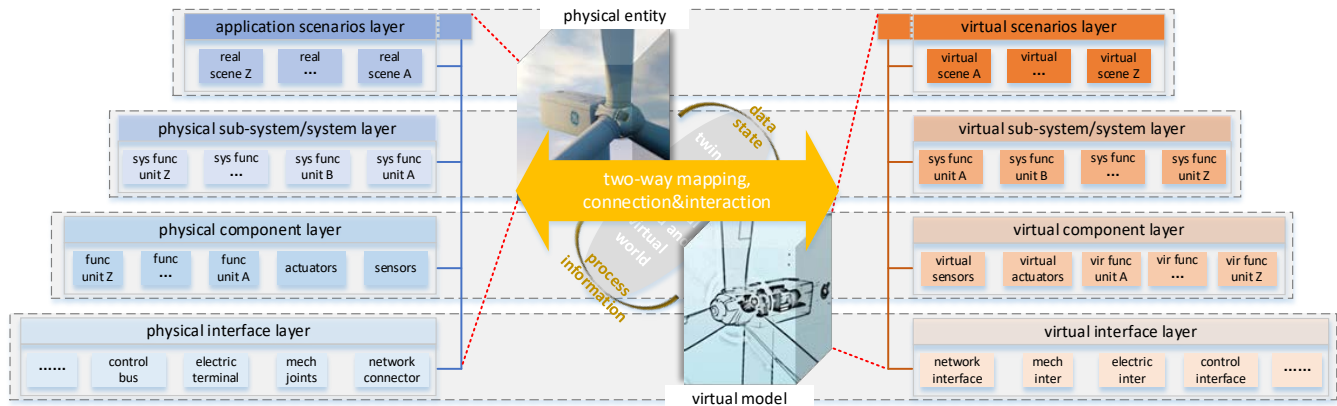 physical entity
application scenarios layer
real
scene Z
real
...
real
scene A
virtual scenarios layer
virtual
scene A
virtual
...
virtual
scene Z
physical sub-system/system layer
sys func
unit Z
sys func
...
sys func
unit B
sys func
unit A
data
state
twin
two-way mapping,
connection&interaction
and
virtual
world
process
information
virtual sub-system/system layer
sys func
unit A
sys func
unit B
sys func
...
sys func
unit Z
physical component layer
func
unit Z
func
...
func
unit A
actuators
sensors
virtual component layer
virtual
sensors
virtual
actuators
vir func
unit A
vir func
...
vir func
unit Z
physical interface layer
......
control
bus
electric
terminal
mech
joints
network
connector
virtual interface layer
network
interface
mech
inter
electric
inter
control
interface
......
virtual model